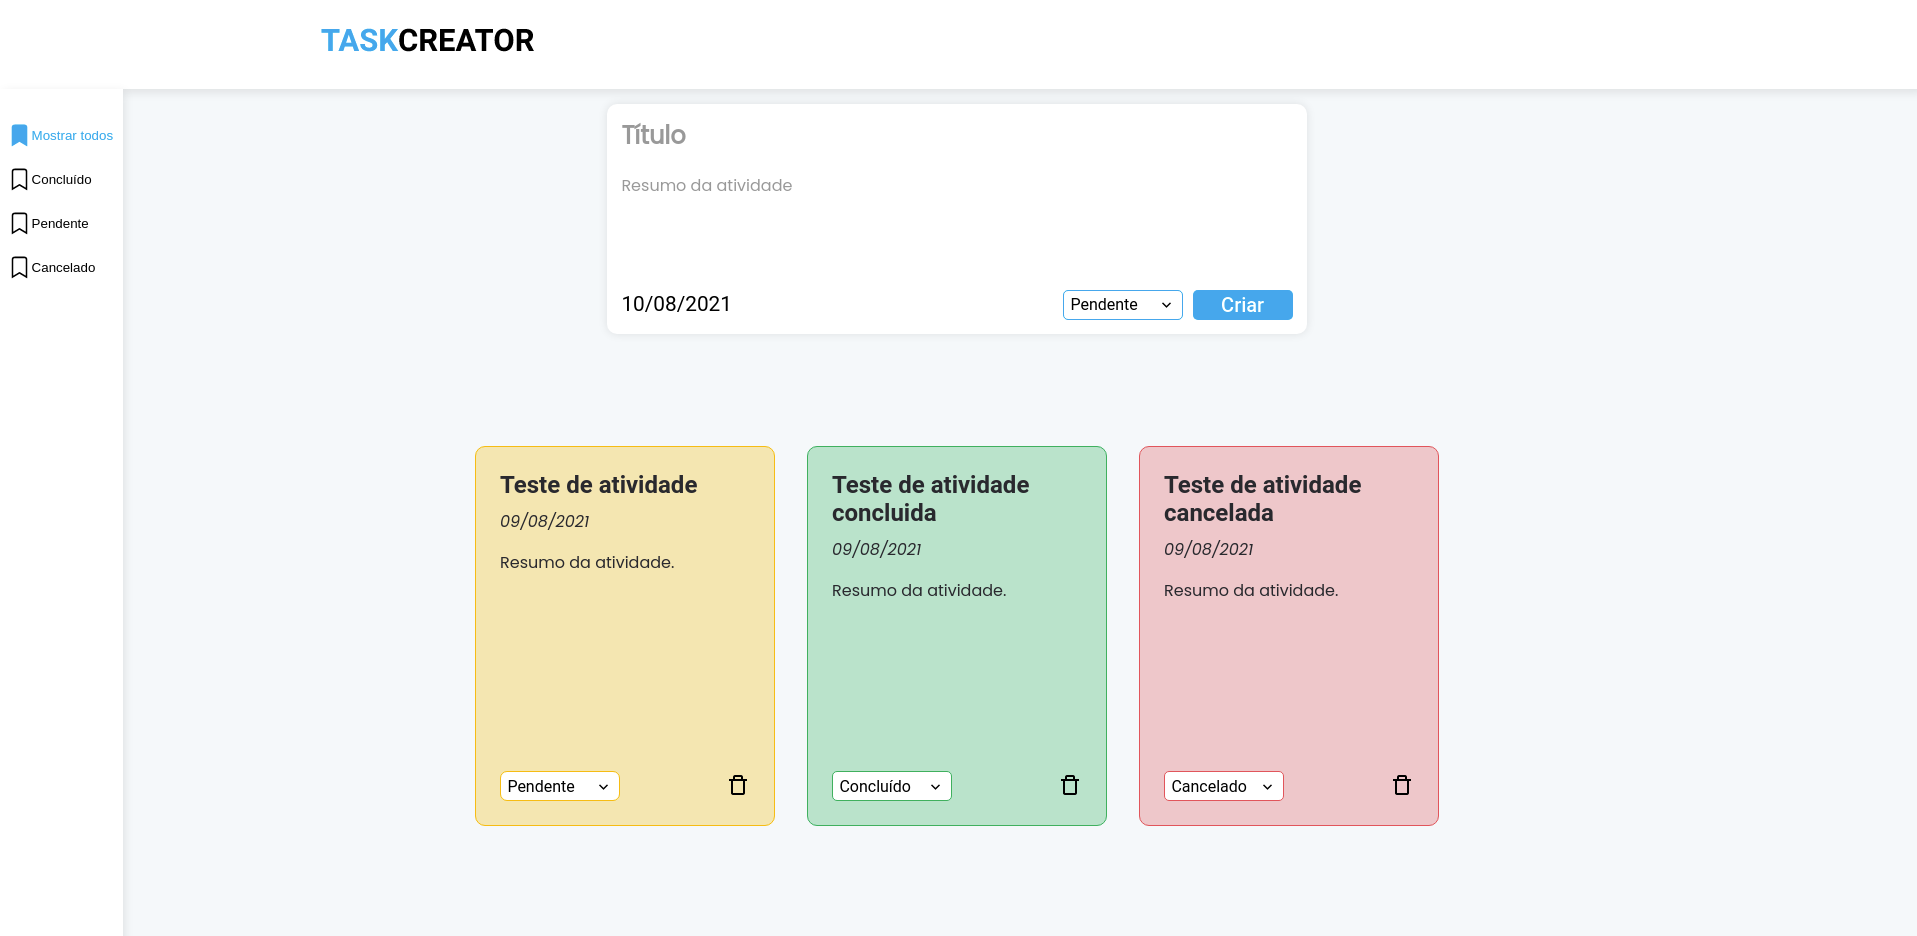 TASKCREATOR
Mostrar todos
Concluído
Pendente
Cancelado
Título
Resumo da atividade
10/08/2021
Pendente
Criar
Teste de atividade
09/08/2021
Resumo da atividade.
Pendente
Teste de atividade
concluida
09/08/2021
Resumo da atividade.
Concluído
Teste de atividade
cancelada
09/08/2021
Resumo da atividade.
Cancelado